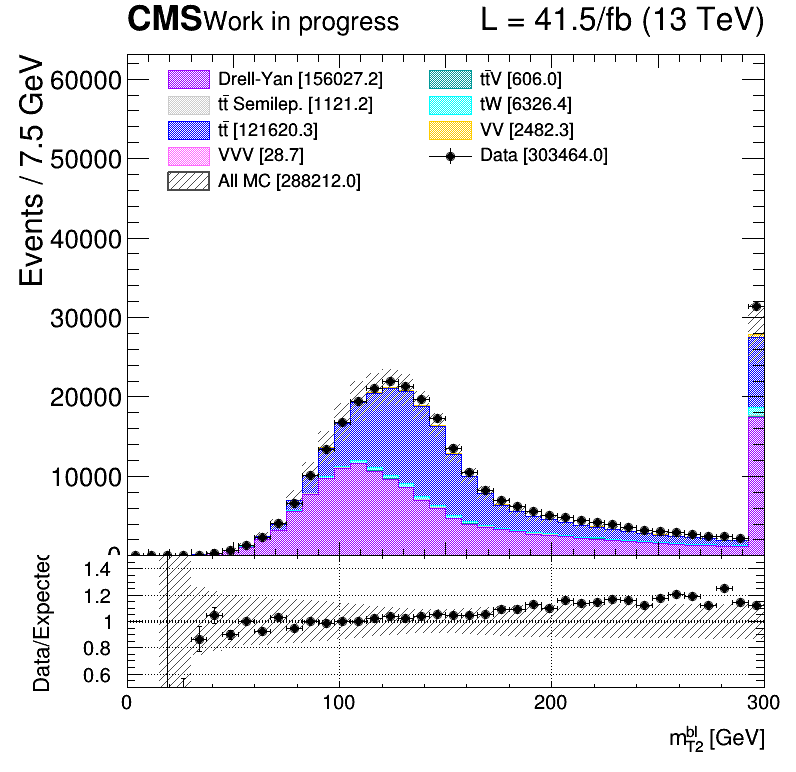 CMS Work in progress L = 41.5/fb (13 TeV)
Events / 7.5 GeV
60000
50000
40000
30000
20000
10000
0
Drell-Yan [156027.2]
tt̄ Semilep. [1121.2]
tt̄ [121620.3]
VVV [28.7]
All MC [288212.0]
tt̄V [606.0]
tW [6326.4]
VV [2482.3]
Data [303464.0]
Data/Expected
1.4
1.2
1
0.8
0.6
0 100 200 300
m_{T2}^{bl} [GeV]